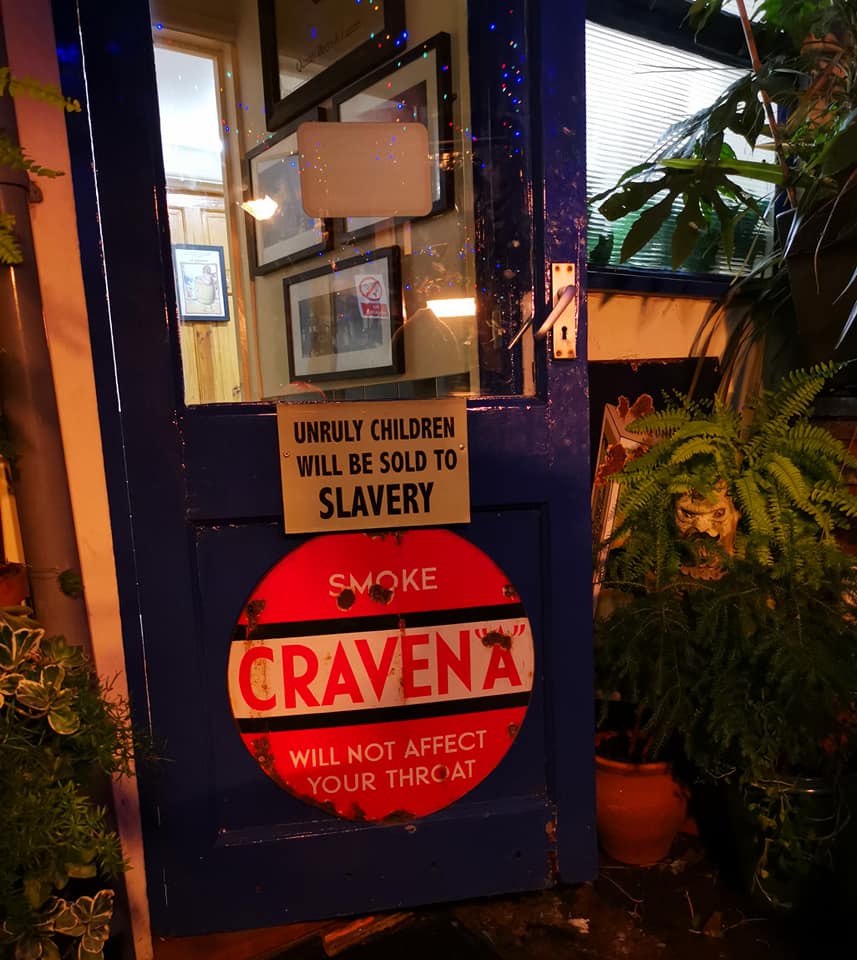 UNRULY CHILDREN
WILL BE SOLD TO
SLAVERY
SMOKE
CRAVEN "A"
WILL NOT AFFECT
YOUR THROAT